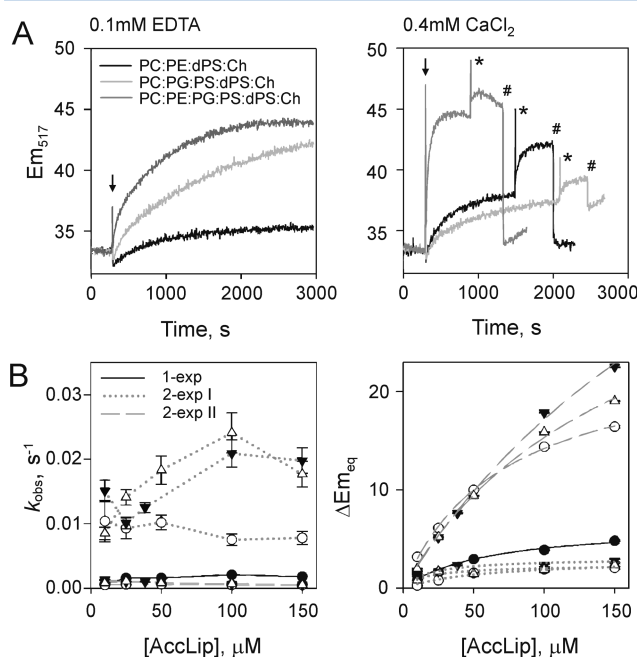 A
0.1mM EDTA
0.4mM CaCl₂
50
45
40
35
Em₅₁₇
PC:PE:dPS:Ch
PC:PG:PS:dPS:Ch
PC:PE:PG:PS:dPS:Ch
0 1000 2000 3000
Time, s
50
45
40
35
* # * # * #
0 1000 2000 3000
Time, s
B
0.03
0.02
0.01
0.00
k_obs, s⁻¹
1-exp
2-exp I
2-exp II
0 50 100 150
[AccLip], μM
20
10
0
ΔEm_eq
0 50 100 150
[AccLip], μM